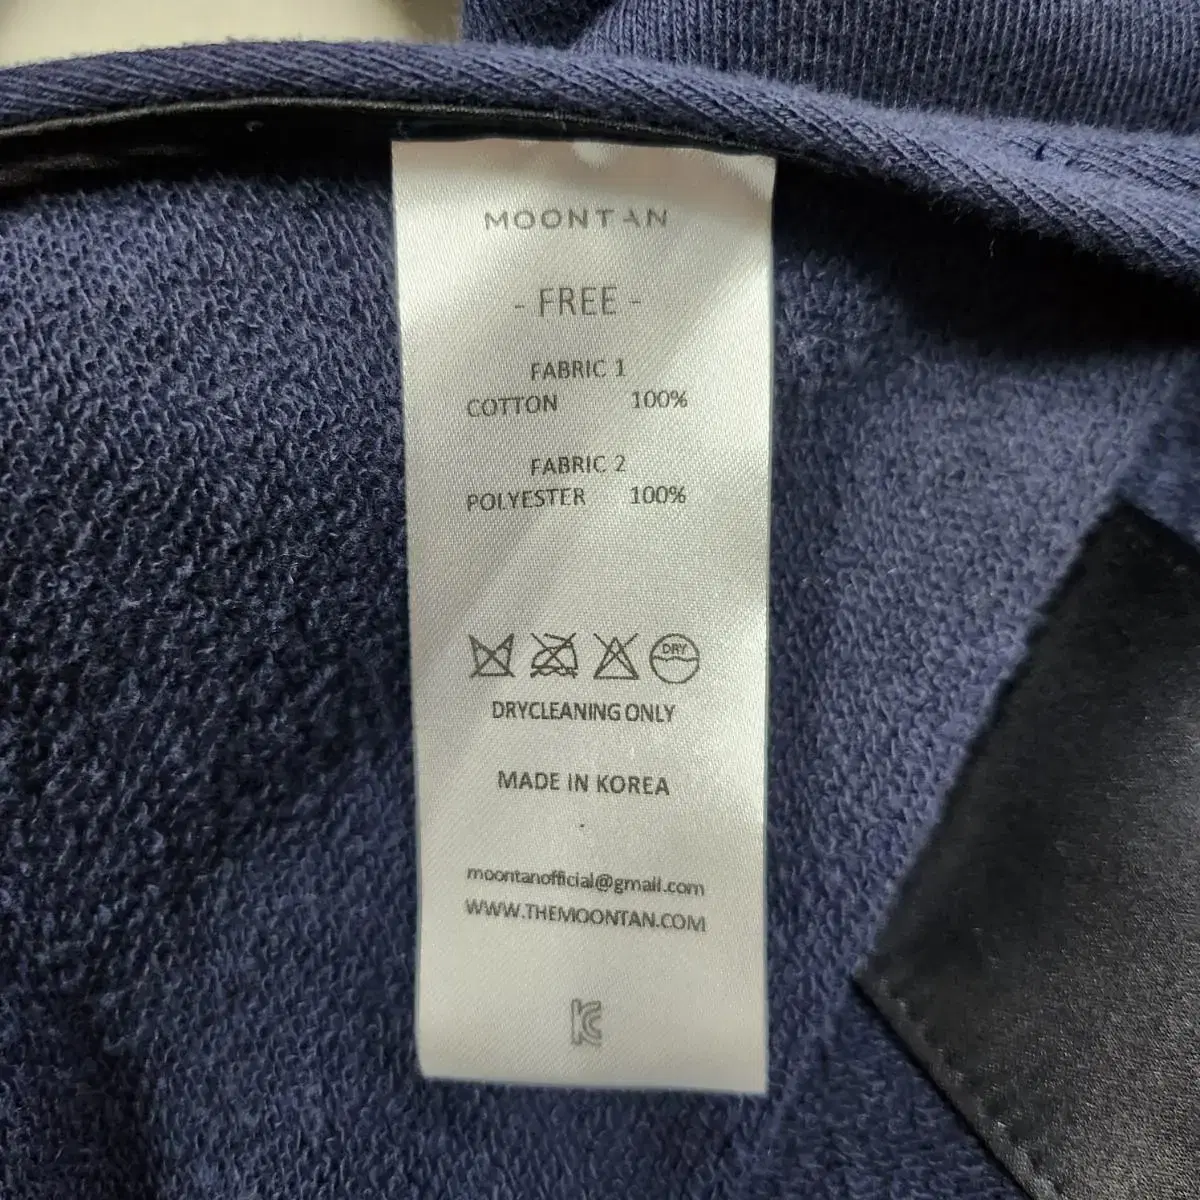 MOONTAN
- FREE -
FABRIC 1
COTTON 100%
FABRIC 2
POLYESTER 100%
DRY
DRYCLEANING ONLY
MADE IN KOREA
moontanofficial@gmail.com
WWW.THEMOONTAN.COM
KC